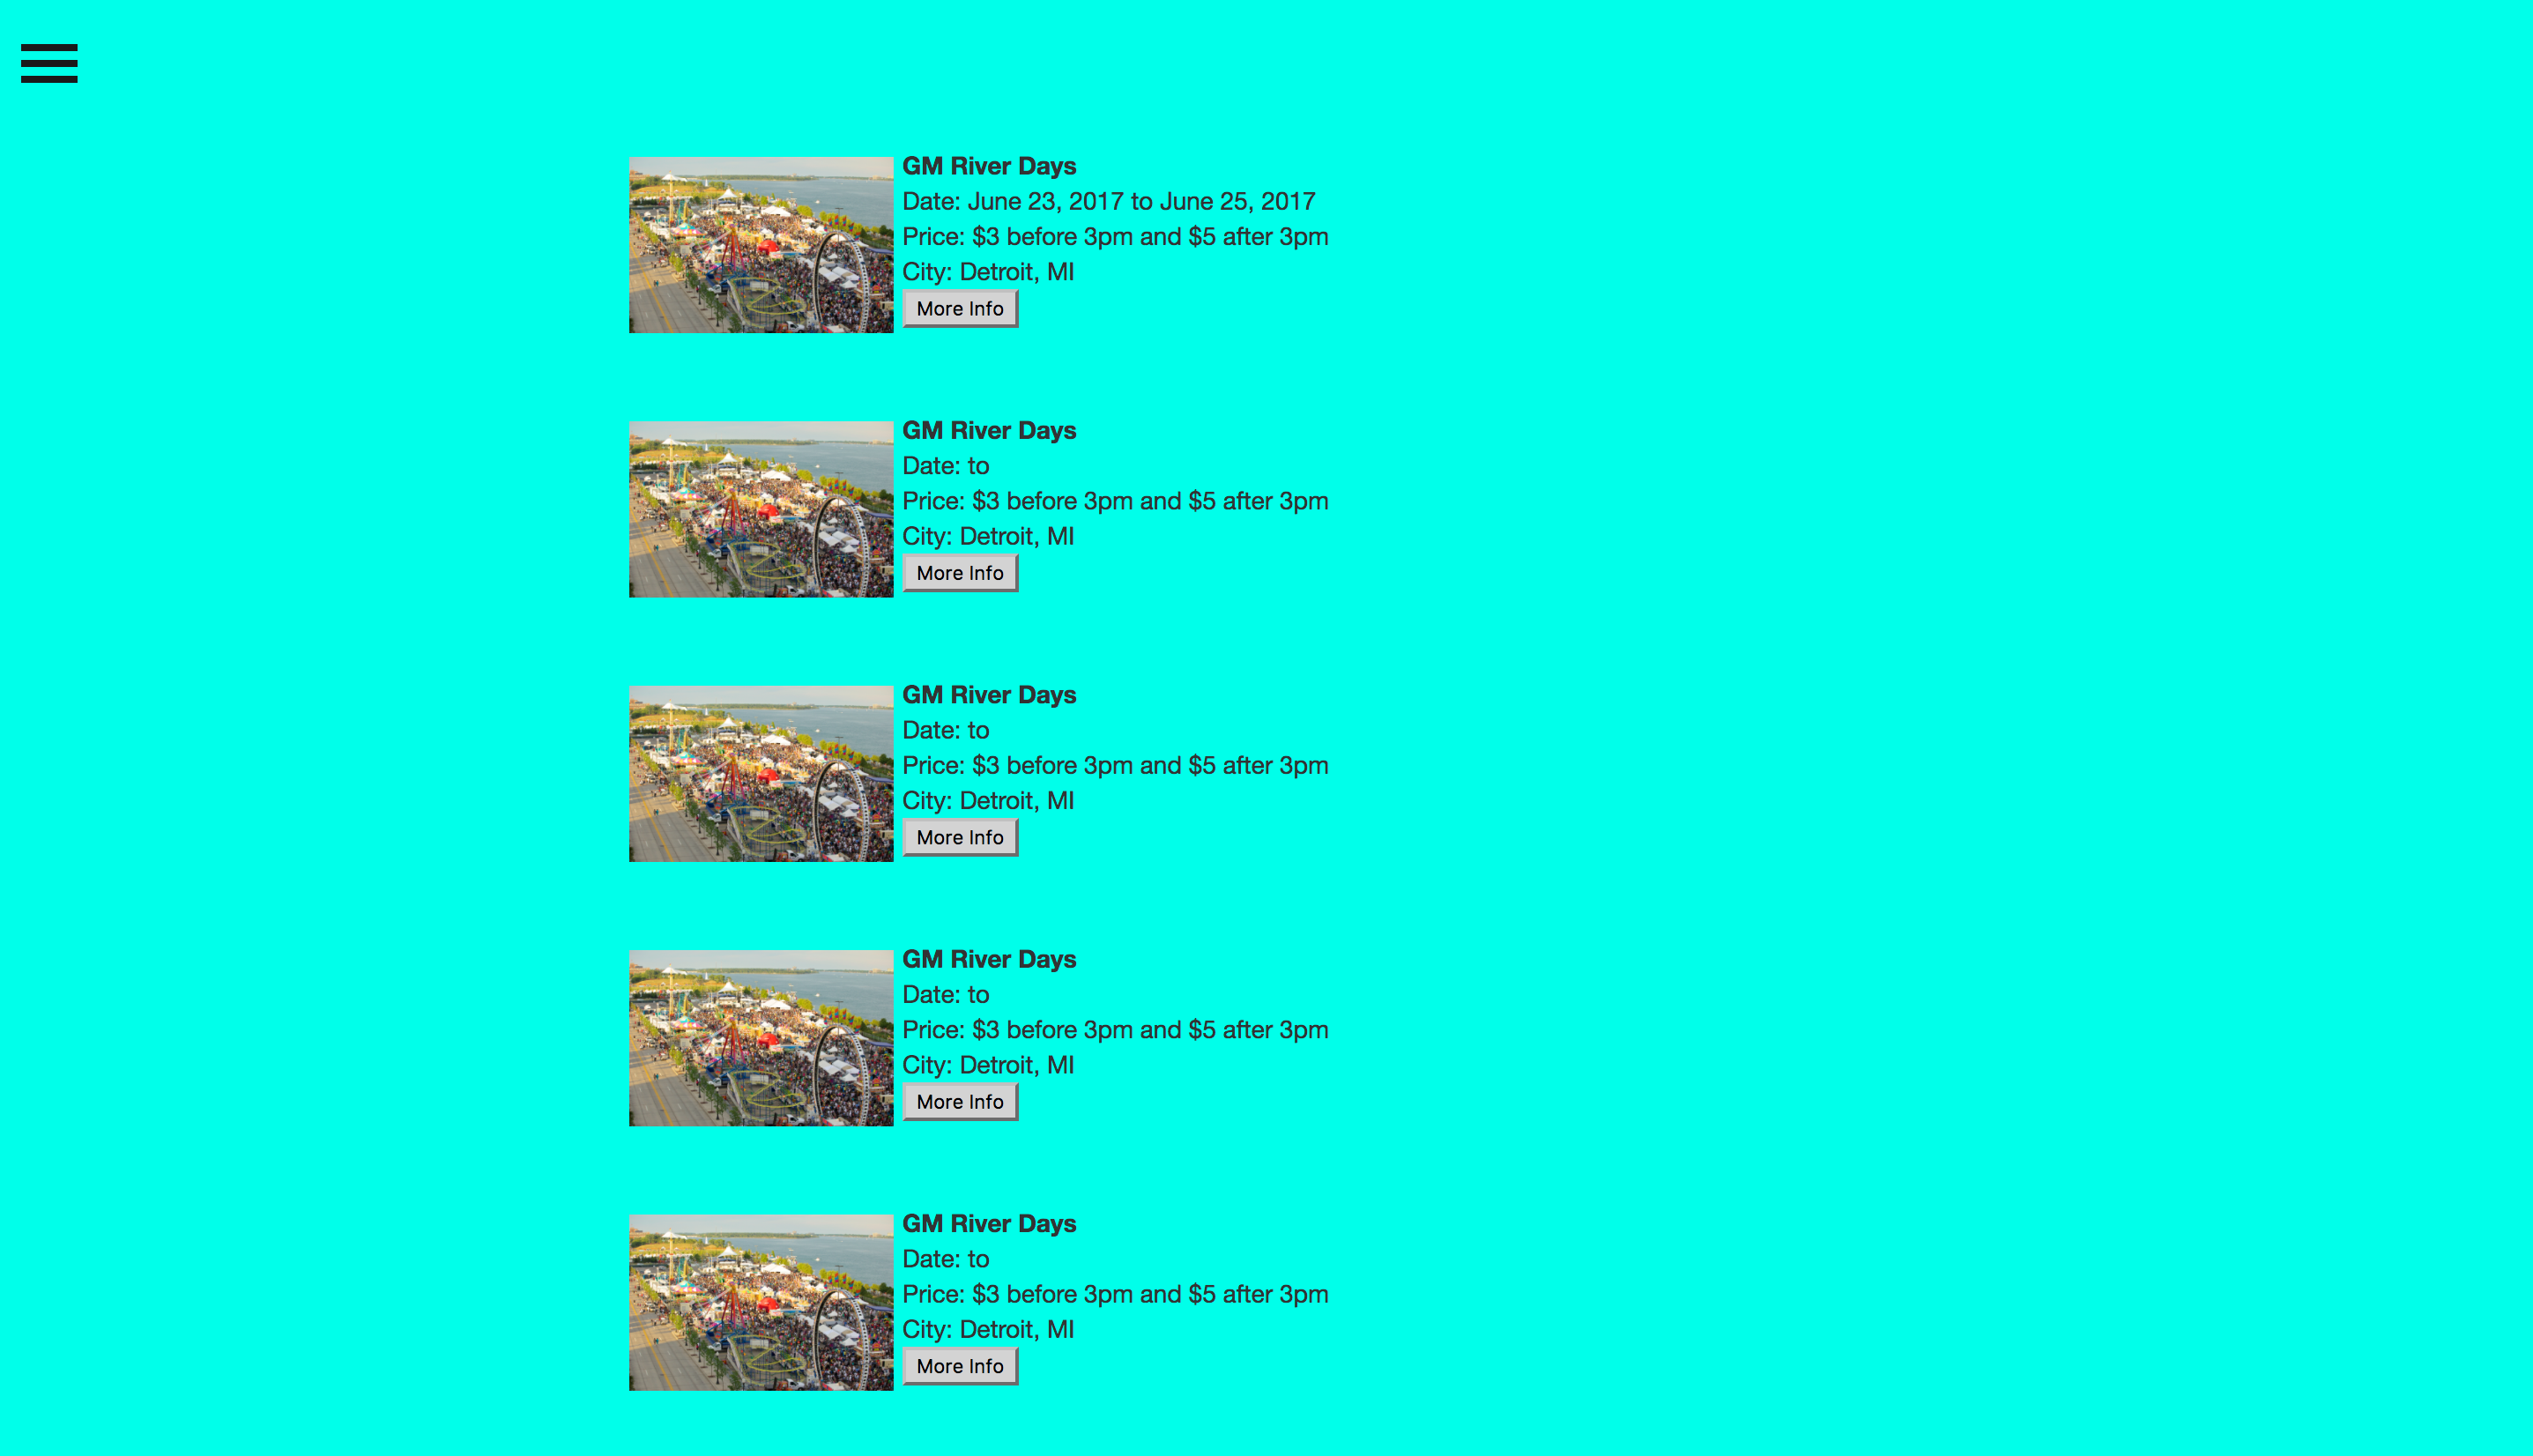 GM River Days
Date: June 23, 2017 to June 25, 2017
Price: $3 before 3pm and $5 after 3pm
City: Detroit, MI
More Info
GM River Days
Date: to
Price: $3 before 3pm and $5 after 3pm
City: Detroit, MI
More Info
GM River Days
Date: to
Price: $3 before 3pm and $5 after 3pm
City: Detroit, MI
More Info
GM River Days
Date: to
Price: $3 before 3pm and $5 after 3pm
City: Detroit, MI
More Info
GM River Days
Date: to
Price: $3 before 3pm and $5 after 3pm
City: Detroit, MI
More Info